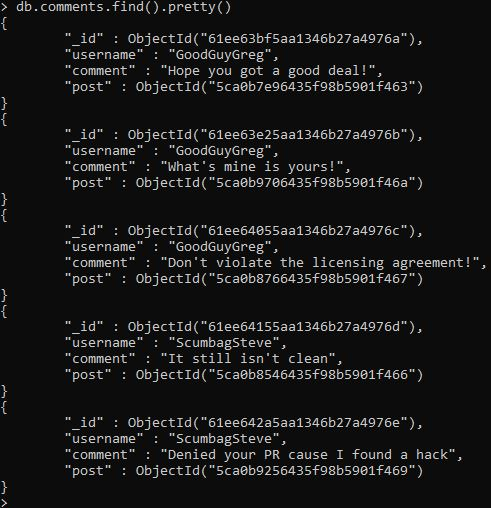 > db.comments.find().pretty()
{
"_id" : ObjectId("61ee63bf5aa1346b27a4976a"),
"username" : "GoodGuyGreg",
"comment" : "Hope you got a good deal!",
"post" : ObjectId("5ca0b7e96435f98b5901f463")
}
{
"_id" : ObjectId("61ee63e25aa1346b27a4976b"),
"username" : "GoodGuyGreg",
"comment" : "What's mine is yours!",
"post" : ObjectId("5ca0b9706435f98b5901f46a")
}
{
"_id" : ObjectId("61ee64055aa1346b27a4976c"),
"username" : "GoodGuyGreg",
"comment" : "Don't violate the licensing agreement!",
"post" : ObjectId("5ca0b8766435f98b5901f467")
}
{
"_id" : ObjectId("61ee64155aa1346b27a4976d"),
"username" : "ScumbagSteve",
"comment" : "It still isn't clean",
"post" : ObjectId("5ca0b8546435f98b5901f466")
}
{
"_id" : ObjectId("61ee642a5aa1346b27a4976e"),
"username" : "ScumbagSteve",
"comment" : "Denied your PR cause I found a hack",
"post" : ObjectId("5ca0b9256435f98b5901f469")
}
>